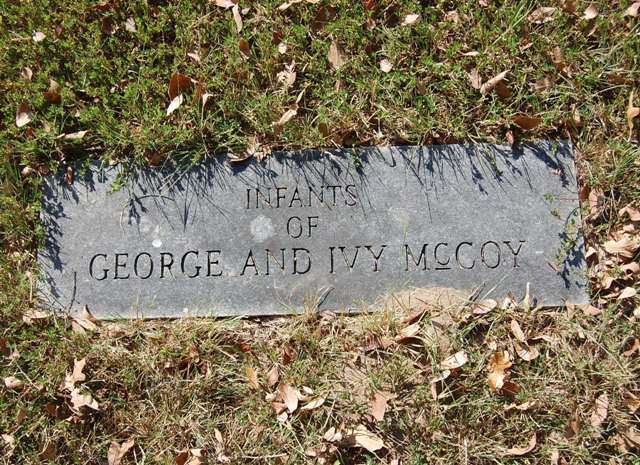 INFANTS
OF
GEORGE AND IVY McCOY